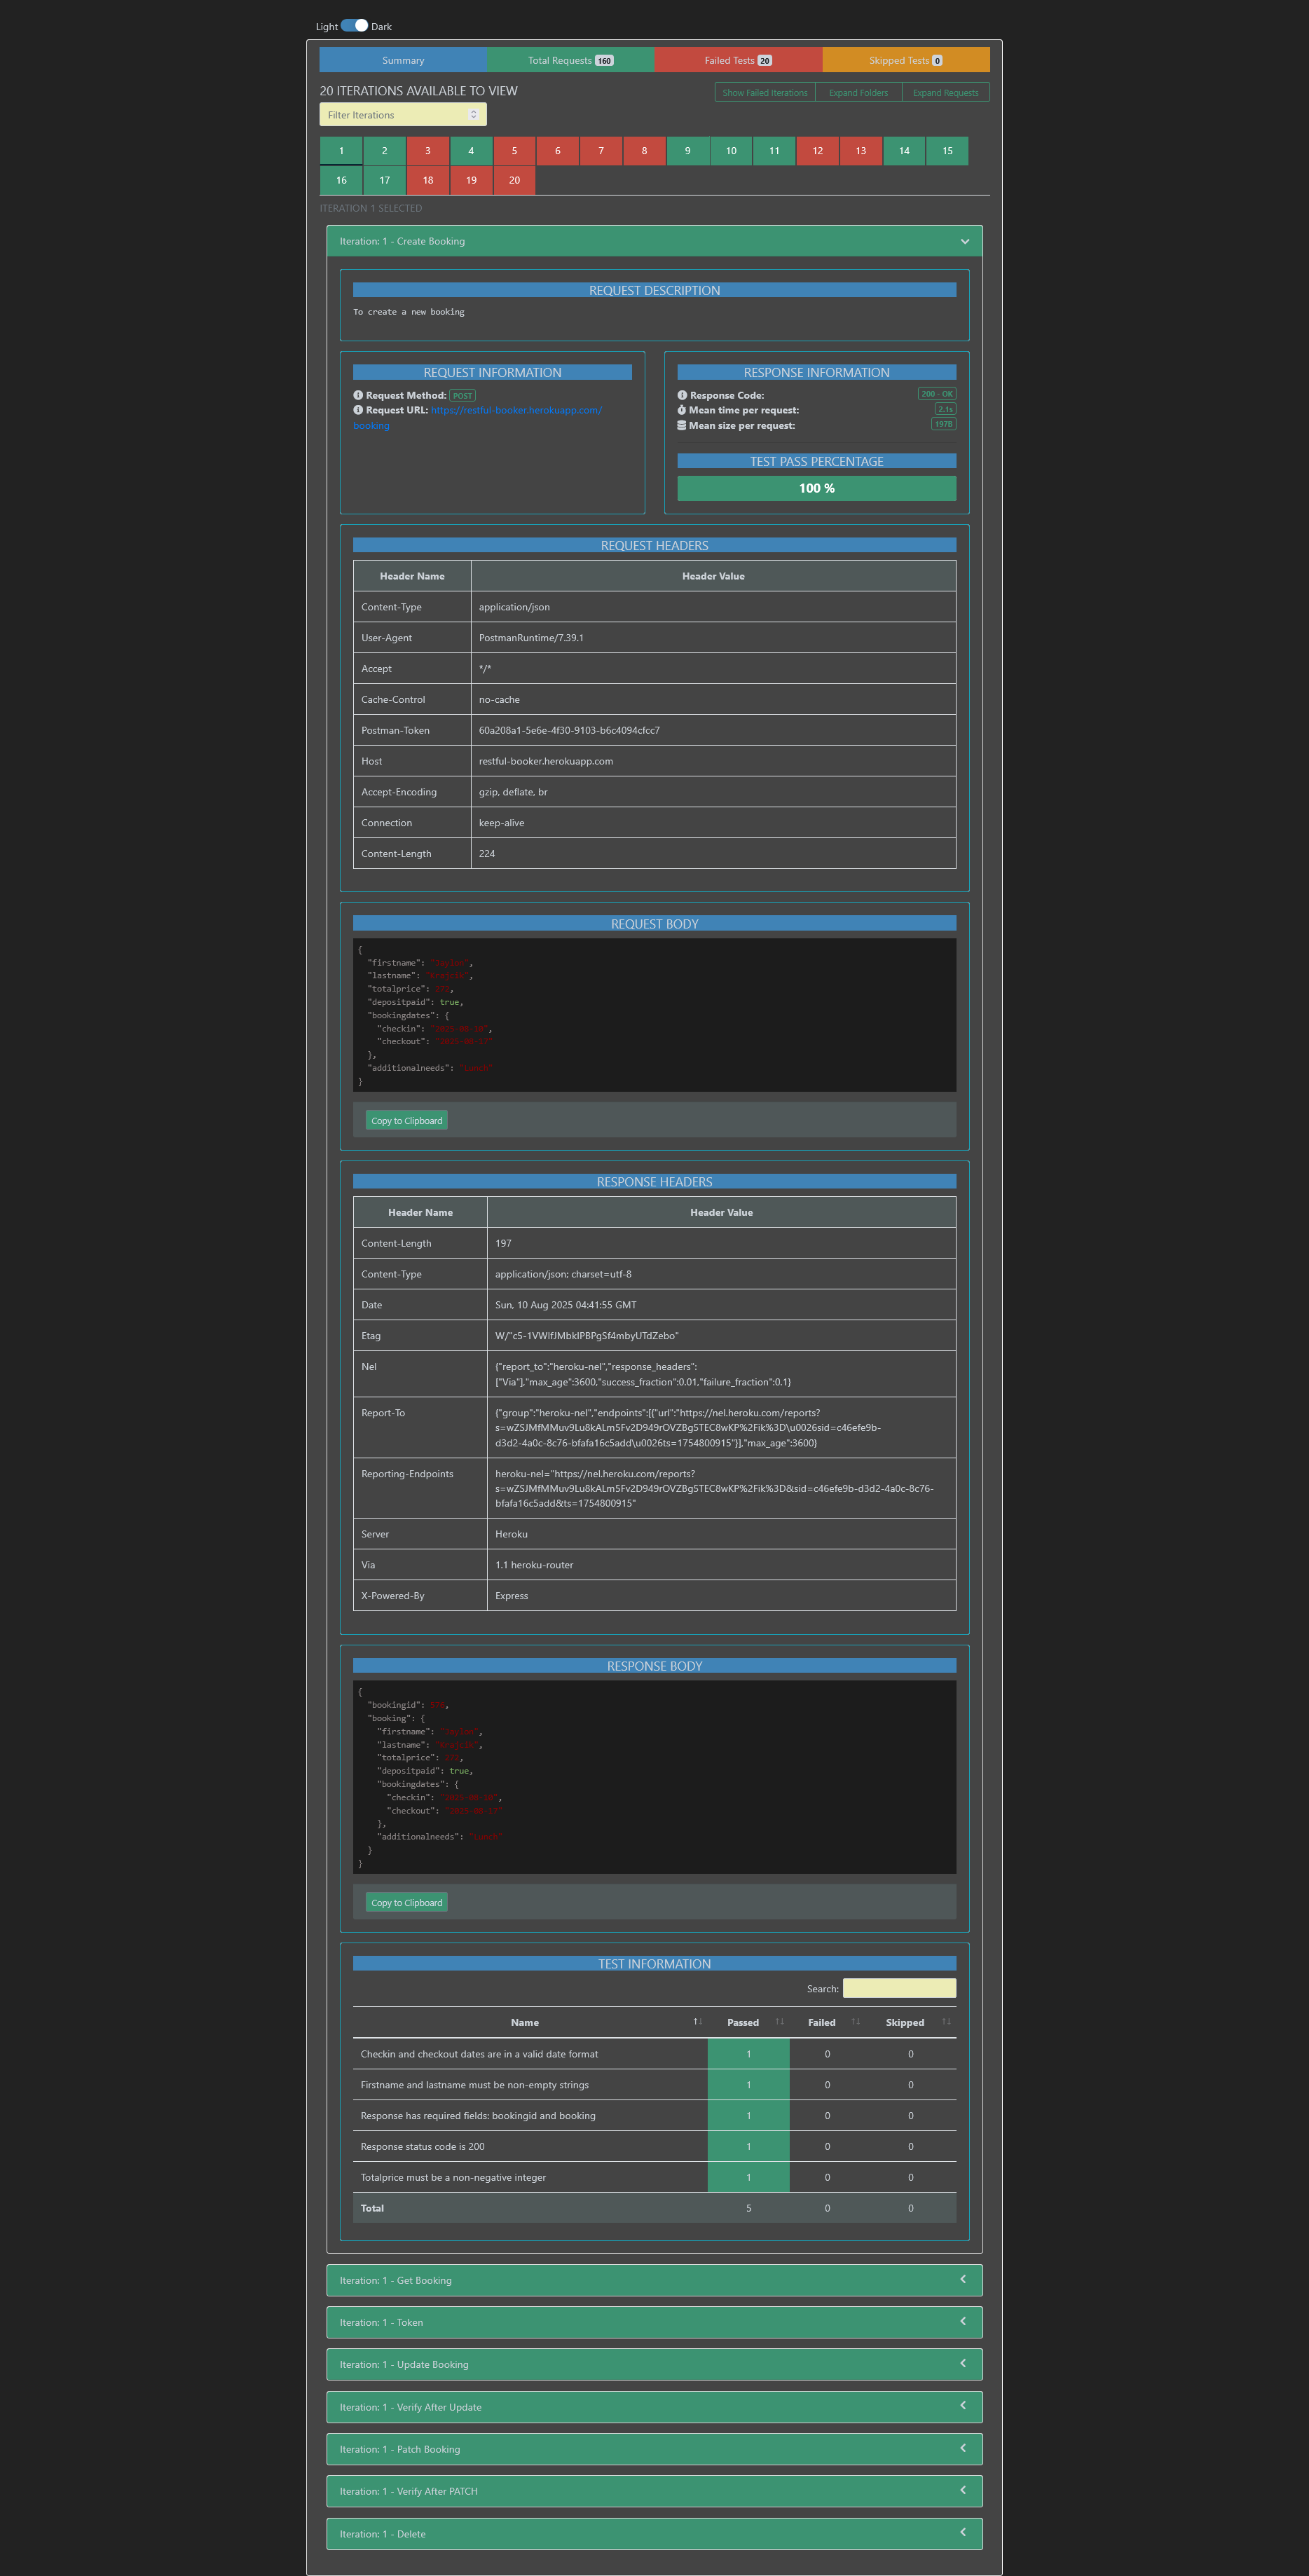 Light Dark
Summary Total Requests 160 Failed Tests 20 Skipped Tests 0
20 ITERATIONS AVAILABLE TO VIEW
Show Failed Iterations Expand Folders Expand Requests
Filter Iterations
1 2 3 4 5 6 7 8 9 10 11 12 13 14 15
16 17 18 19 20
ITERATION 1 SELECTED
Iteration: 1 - Create Booking
REQUEST DESCRIPTION
To create a new booking
REQUEST INFORMATION
Request Method: POST
Request URL: https://restful-booker.herokuapp.com/
booking
RESPONSE INFORMATION
Response Code: 200 - OK
Mean time per request: 2.1s
Mean size per request: 197B
TEST PASS PERCENTAGE
100 %
REQUEST HEADERS
Header Name Header Value
Content-Type application/json
User-Agent PostmanRuntime/7.39.1
Accept */*
Cache-Control no-cache
Postman-Token 60a208a1-5e6e-4f30-9103-b6c4094cfcc7
Host restful-booker.herokuapp.com
Accept-Encoding gzip, deflate, br
Connection keep-alive
Content-Length 224
REQUEST BODY
{
"firstname": ,
"lastname": ,
"totalprice": ,
"depositpaid": true,
"bookingdates": {
"checkin": "2025-08-10",
"checkout": "2025-08-17"
},
"additionalneeds": "Lunch"
}
Copy to Clipboard
RESPONSE HEADERS
Header Name Header Value
Content-Length 197
Content-Type application/json; charset=utf-8
Date Sun, 10 Aug 2025 04:41:55 GMT
Etag W/"c5-1VWlfJMbkIPBPgSf4mbyUTdZebo"
Nel {"report_to":"heroku-nel","response_headers":
["Via"],"max_age":3600,"success_fraction":0.01,"failure_fraction":0.1}
Report-To {"group":"heroku-nel","endpoints":[{"url":"https://nel.heroku.com/reports?
s=wZSJMfMMuv9Lu8kALm5Fv2D949rOVZBg5TEC8wKP%2Fik%3D\u0026sid=c46efe9b-
d3d2-4a0c-8c76-bfafa16c5add\u0026ts=1754800915"}],"max_age":3600}
Reporting-Endpoints heroku-nel="https://nel.heroku.com/reports?
s=wZSJMfMMuv9Lu8kALm5Fv2D949rOVZBg5TEC8wKP%2Fik%3D&sid=c46efe9b-d3d2-4a0c-8c76-
bfafa16c5add&ts=1754800915"
Server Heroku
Via 1.1 heroku-router
X-Powered-By Express
RESPONSE BODY
{
"bookingid": ,
"booking": {
"firstname": ,
"lastname": ,
"totalprice": ,
"depositpaid": true,
"bookingdates": {
"checkin": "2025-08-10",
"checkout": "2025-08-17"
},
"additionalneeds": "Lunch"
}
}
Copy to Clipboard
TEST INFORMATION
Search:
Name Passed Failed Skipped
Checkin and checkout dates are in a valid date format 1 0 0
Firstname and lastname must be non-empty strings 1 0 0
Response has required fields: bookingid and booking 1 0 0
Response status code is 200 1 0 0
Totalprice must be a non-negative integer 1 0 0
Total 5 0 0
Iteration: 1 - Get Booking
Iteration: 1 - Token
Iteration: 1 - Update Booking
Iteration: 1 - Verify After Update
Iteration: 1 - Patch Booking
Iteration: 1 - Verify After PATCH
Iteration: 1 - Delete